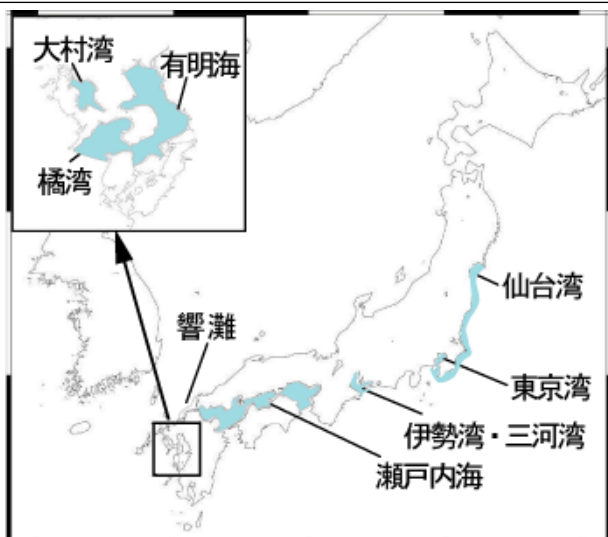 大村湾
有明海
橘湾
響灘
仙台湾
東京湾
伊勢湾・三河湾
瀬戸内海